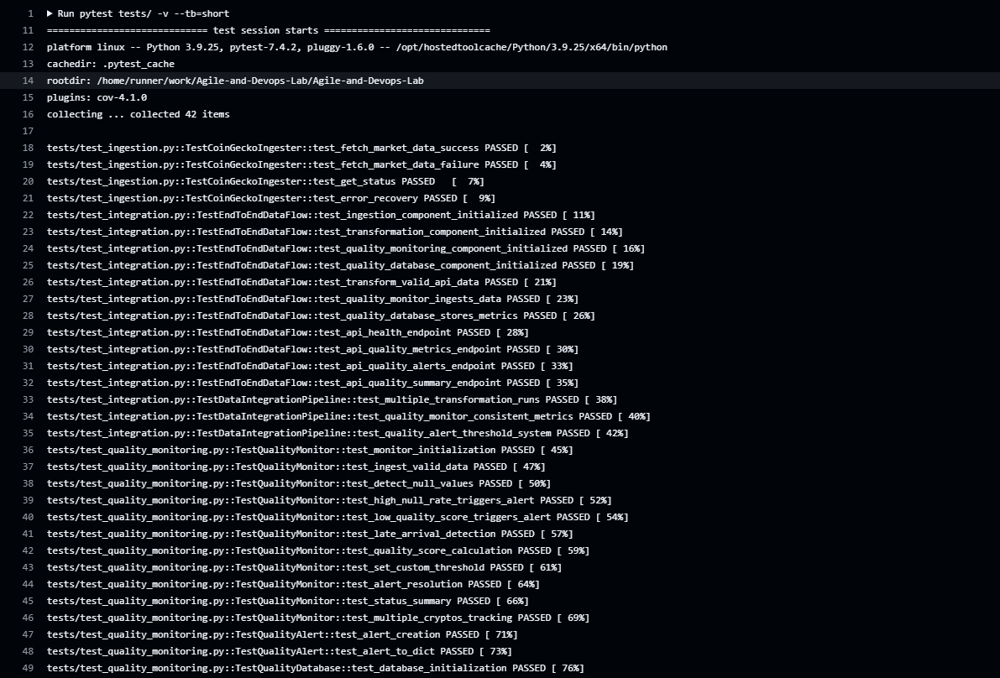 1 ▶ Run pytest tests/ -v --tb=short
11 ============================= test session starts ==============================
12 platform linux -- Python 3.9.25, pytest-7.4.2, pluggy-1.6.0 -- /opt/hostedtoolcache/Python/3.9.25/x64/bin/python
13 cachedir: .pytest_cache
14 rootdir: /home/runner/work/Agile-and-Devops-Lab/Agile-and-Devops-Lab
15 plugins: cov-4.1.0
16 collecting ... collected 42 items
17
18 tests/test_ingestion.py::TestCoinGeckoIngester::test_fetch_market_data_success PASSED [  2%]
19 tests/test_ingestion.py::TestCoinGeckoIngester::test_fetch_market_data_failure PASSED [  4%]
20 tests/test_ingestion.py::TestCoinGeckoIngester::test_get_status PASSED   [  7%]
21 tests/test_ingestion.py::TestCoinGeckoIngester::test_error_recovery PASSED [  9%]
22 tests/test_integration.py::TestEndToEndDataFlow::test_ingestion_component_initialized PASSED [ 11%]
23 tests/test_integration.py::TestEndToEndDataFlow::test_transformation_component_initialized PASSED [ 14%]
24 tests/test_integration.py::TestEndToEndDataFlow::test_quality_monitoring_component_initialized PASSED [ 16%]
25 tests/test_integration.py::TestEndToEndDataFlow::test_quality_database_component_initialized PASSED [ 19%]
26 tests/test_integration.py::TestEndToEndDataFlow::test_transform_valid_api_data PASSED [ 21%]
27 tests/test_integration.py::TestEndToEndDataFlow::test_quality_monitor_ingests_data PASSED [ 23%]
28 tests/test_integration.py::TestEndToEndDataFlow::test_quality_database_stores_metrics PASSED [ 26%]
29 tests/test_integration.py::TestEndToEndDataFlow::test_api_health_endpoint PASSED [ 28%]
30 tests/test_integration.py::TestEndToEndDataFlow::test_api_quality_metrics_endpoint PASSED [ 30%]
31 tests/test_integration.py::TestEndToEndDataFlow::test_api_quality_alerts_endpoint PASSED [ 33%]
32 tests/test_integration.py::TestEndToEndDataFlow::test_api_quality_summary_endpoint PASSED [ 35%]
33 tests/test_integration.py::TestDataIntegrationPipeline::test_multiple_transformation_runs PASSED [ 38%]
34 tests/test_integration.py::TestDataIntegrationPipeline::test_quality_monitor_consistent_metrics PASSED [ 40%]
35 tests/test_integration.py::TestDataIntegrationPipeline::test_quality_alert_threshold_system PASSED [ 42%]
36 tests/test_quality_monitoring.py::TestQualityMonitor::test_monitor_initialization PASSED [ 45%]
37 tests/test_quality_monitoring.py::TestQualityMonitor::test_ingest_valid_data PASSED [ 47%]
38 tests/test_quality_monitoring.py::TestQualityMonitor::test_detect_null_values PASSED [ 50%]
39 tests/test_quality_monitoring.py::TestQualityMonitor::test_high_null_rate_triggers_alert PASSED [ 52%]
40 tests/test_quality_monitoring.py::TestQualityMonitor::test_low_quality_score_triggers_alert PASSED [ 54%]
41 tests/test_quality_monitoring.py::TestQualityMonitor::test_late_arrival_detection PASSED [ 57%]
42 tests/test_quality_monitoring.py::TestQualityMonitor::test_quality_score_calculation PASSED [ 59%]
43 tests/test_quality_monitoring.py::TestQualityMonitor::test_set_custom_threshold PASSED [ 61%]
44 tests/test_quality_monitoring.py::TestQualityMonitor::test_alert_resolution PASSED [ 64%]
45 tests/test_quality_monitoring.py::TestQualityMonitor::test_status_summary PASSED [ 66%]
46 tests/test_quality_monitoring.py::TestQualityMonitor::test_multiple_cryptos_tracking PASSED [ 69%]
47 tests/test_quality_monitoring.py::TestQualityAlert::test_alert_creation PASSED [ 71%]
48 tests/test_quality_monitoring.py::TestQualityAlert::test_alert_to_dict PASSED [ 73%]
49 tests/test_quality_monitoring.py::TestQualityDatabase::test_database_initialization PASSED [ 76%]